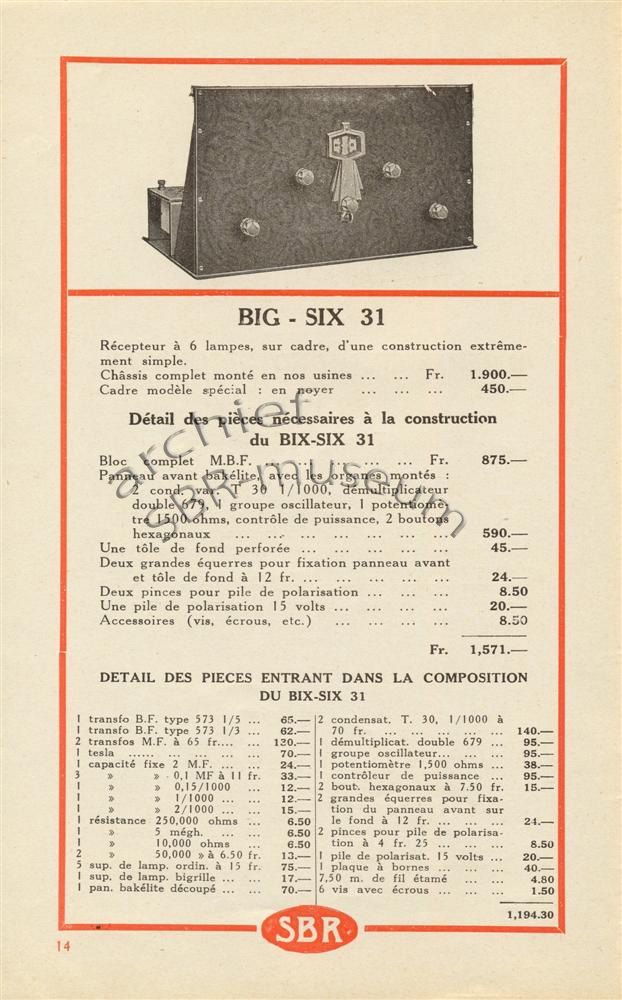 BIG - SIX 31
Récepteur à 6 lampes, sur cadre, d'une construction extrême-
ment simple.
Châssis complet monté en nos usines ... ... Fr. 1.900.—
Cadre modèle spécial : en noyer ... ... ... 450.—
Détail des pièces nécessaires à la construction
du BIX-SIX 31
Bloc complet M.B.F. ... ... ... ... ... ... Fr. 875.—
Panneau avant bakélite, avec les organes montés :
2 cond. var. T 30 1/1000, démultiplicateur
double 679, 1 groupe oscillateur, 1 potentiomè-
tre 1500 ohms, contrôle de puissance, 2 boutons
hexagonaux ... ... ... ... ... ... ... 590.—
Une tôle de fond perforée ... ... ... ... ... 45.—
Deux grandes équerres pour fixation panneau avant
et tôle de fond à 12 fr. ... ... ... ... ... 24.—
Deux pinces pour pile de polarisation ... ... ... 8.50
Une pile de polarisation 15 volts ... ... ... ... 20.—
Accessoires (vis, écrous, etc.) ... ... ... ... 8.50
Fr. 1,571.—
DETAIL DES PIECES ENTRANT DANS LA COMPOSITION
DU BIX-SIX 31
1 transfo B.F. type 573 1/5 ... 65.—
1 transfo B.F. type 573 1/3 ... 62.—
2 transfos M.F. à 65 fr.... ... 130.—
1 tesla ...... ... ... ... ... 70.—
1 capacité fixe 2 M.F. ... ... 24.—
3 » » 0,1 MF à 11 fr. 33.—
1 » » 0,15/1000 ... 12.—
1 » » 1/1000 ... ... 12.—
1 » » 2/1000 ... ... 15.—
1 résistance 250,000 ohms ... 6.50
1 » 5 mégh. ... ... 6.50
1 » 10,000 ohms ... 6.50
2 » 50,000 » à 6.50 fr. 13.—
5 sup. de lamp. ordin. à 15 fr. 75.—
1 sup. de lamp. bigrille ... ... 17.—
1 pan. bakélite découpé ... ... 70.—
2 condensat. T. 30, 1/1000 à
70 fr. ... ... ... ... ... 140.—
1 démultiplicat. double 679 ... 95.—
1 groupe oscillateur... ... ... 95.—
1 potentiomètre 1,500 ohms ... 38.—
1 contrôleur de puissance ... 95.—
2 bout. hexagonaux à 7.50 fr. 15.—
2 grandes équerres pour fixa-
tion du panneau avant sur
le fond à 12 fr. ... ... ... 24.—
2 pinces pour pile de polarisa-
tion à 4 fr. 25 ... ... ... 8.50
1 pile de polarisat. 15 volts ... 20.—
1 plaque à bornes ... ... ... 40.—
7,50 m. de fil étamé ... ... 4.80
6 vis avec écrous ... ... ... 1.50
1,194.30
SBR
14
archief
SBR-museum